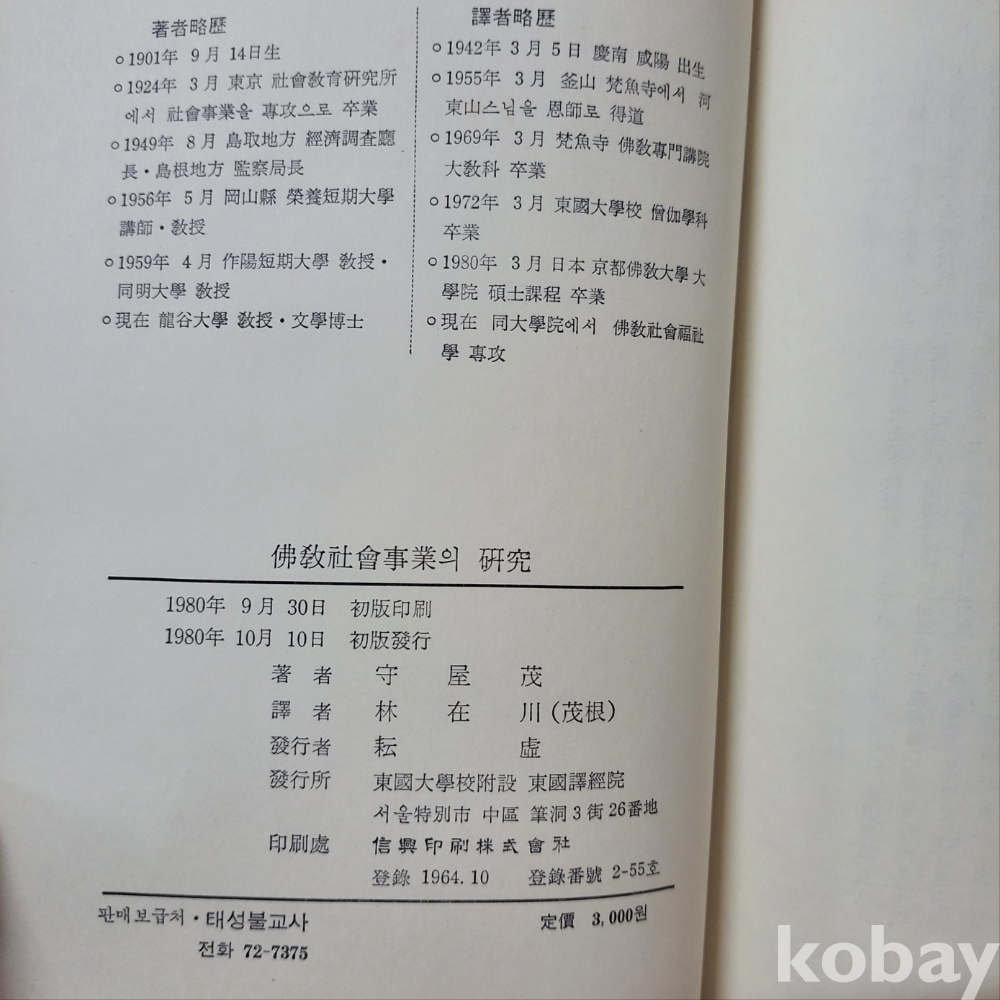 著者略歷
○1901年 9月 14日生
○1924年 3月 東京 社會敎育硏究所
에서 社會事業을 專攻으로 卒業
○1949年 8月 鳥取地方 經濟調査廳
長・島根地方 監察局長
○1956年 5月 岡山縣 榮養短期大學
講師・敎授
○1959年 4月 作陽短期大學 敎授・
同明大學 敎授
○現在 龍谷大學 敎授・文學博士
譯者略歷
○1942年 3月 5日 慶南 咸陽 出生
○1955年 3月 釜山 梵魚寺에서 河
東山스님을 恩師로 得道
○1969年 3月 梵魚寺 佛敎專門講院
大敎科 卒業
○1972年 3月 東國大學校 僧伽學科
卒業
○1980年 3月 日本 京都佛敎大學 大
學院 碩士課程 卒業
○現在 同大學院에서 佛敎社會福祉
學 專攻
佛敎社會事業의 硏究
1980年 9月 30日 初版印刷
1980年 10月 10日 初版發行
著者 守屋茂
譯者 林在川(茂根)
發行者 耘虛
發行所 東國大學校附設 東國譯經院
서울特別市 中區 筆洞3街26番地
印刷處 信興印刷株式會社
登錄 1964.10 登錄番號 2-55호
판매보급처・태성불교사 定價 3,000원
전화 72-7375
kobay